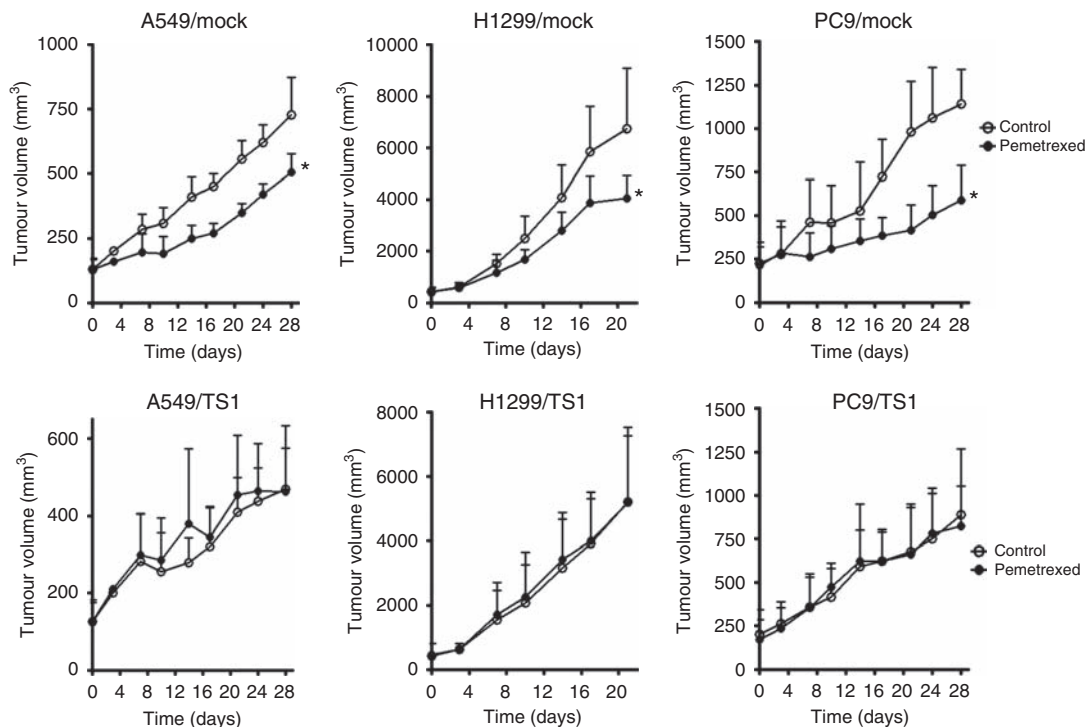 A549/mock
H1299/mock
PC9/mock
Tumour volume (mm³)
1000
750
500
250
0
0 4 8 12 16 20 24 28
Time (days)
Tumour volume (mm³)
10000
8000
6000
4000
2000
0
0 4 8 12 16 20
Time (days)
Tumour volume (mm³)
1500
1250
1000
750
500
250
0
0 4 8 12 16 20 24 28
Time (days)
*
*
*
Control
Pemetrexed
A549/TS1
H1299/TS1
PC9/TS1
Tumour volume (mm³)
600
400
200
0
0 4 8 12 16 20 24 28
Time (days)
Tumour volume (mm³)
8000
6000
4000
2000
0
0 4 8 12 16 20
Time (days)
Tumour volume (mm³)
1500
1250
1000
750
500
250
0
0 4 8 12 16 20 24 28
Time (days)
Control
Pemetrexed